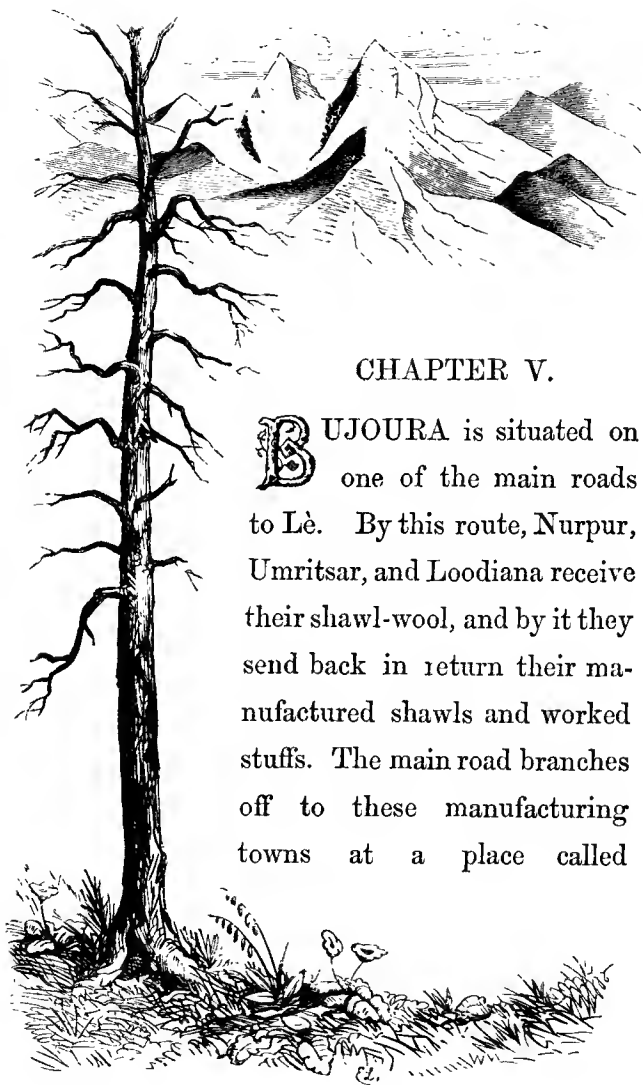 CHAPTER V.
BUJOURA is situated on
one of the main roads
to Lè. By this route, Nurpur,
Umritsar, and Loodiana receive
their shawl-wool, and by it they
send back in return their ma-
nufactured shawls and worked
stuffs. The main road branches
off to these manufacturing
towns at a place called